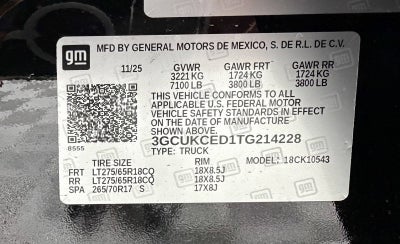 gm
MFD BY GENERAL MOTORS DE MEXICO, S. DE R.L. DE C.V.
11/25 GVWR GAWR FRT GAWR RR
3221 KG 1724 KG 1724 KG
7100 LB 3800 LB 3800 LB
THIS VEHICLE CONFORMS TO ALL
APPLICABLE U.S. FEDERAL MOTOR
VEHICLE SAFETY STANDARDS IN EFFECT
ON THE DATE OF MANUFACTURE
SHOWN ABOVE.
8555
3GCUKCED1TG214228
TYPE: TRUCK
TIRE SIZE RIM MODEL: 18CK10543
FRT LT275/65R18CQ 18X8.5J
RR LT275/65R18CQ 18X8.5J
SPA 265/70R17 S 17X8J